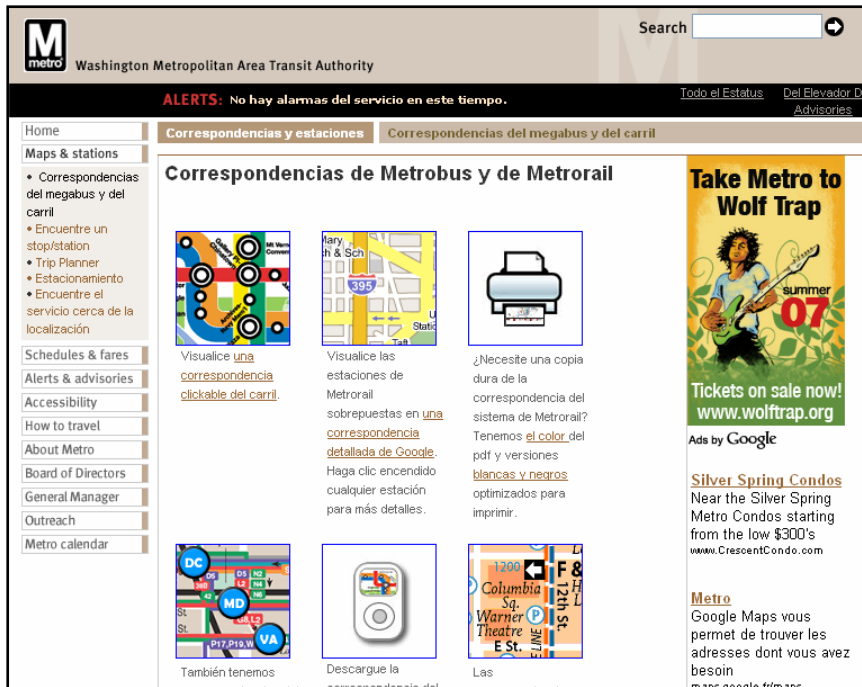 Search
M
metro
Washington Metropolitan Area Transit Authority
ALERTS: No hay alarmas del servicio en este tiempo.
Todo el Estatus
Del Elevador D
Advisories
Home
Maps & stations
• Correspondencias
del megabus y del
carril
• Encuentre un
stop/station
• Trip Planner
• Estacionamiento
• Encuentre el
servicio cerca de la
localización
Schedules & fares
Alerts & advisories
Accessibility
How to travel
About Metro
Board of Directors
General Manager
Outreach
Metro calendar
Correspondencias y estaciones
Correspondencias del megabus y del carril
Correspondencias de Metrobus y de Metrorail
Visualice una
correspondencia
clickable del carril.
395
Visualice las
estaciones de
Metrorail
sobrepuestas en una
correspondencia
detallada de Google.
Haga clic encendido
cualquier estación
para más detalles.
¿Necesite una copia
dura de la
correspondencia del
sistema de Metrorail?
Tenemos el color del
pdf y versiones
blancas y negros
optimizados para
imprimir.
DC
MD
VA
También tenemos
Descargue la
1200
F &
Columbia
Sq.
Warner
Theatre
P
E St.
12th St.
Las
Take Metro to
Wolf Trap
summer
07
Tickets on sale now!
www.wolftrap.org
Ads by Google
Silver Spring Condos
Near the Silver Spring
Metro Condos starting
from the low $300's
www.CrescentCondo.com
Metro
Google Maps vous
permet de trouver les
adresses dont vous avez
besoin